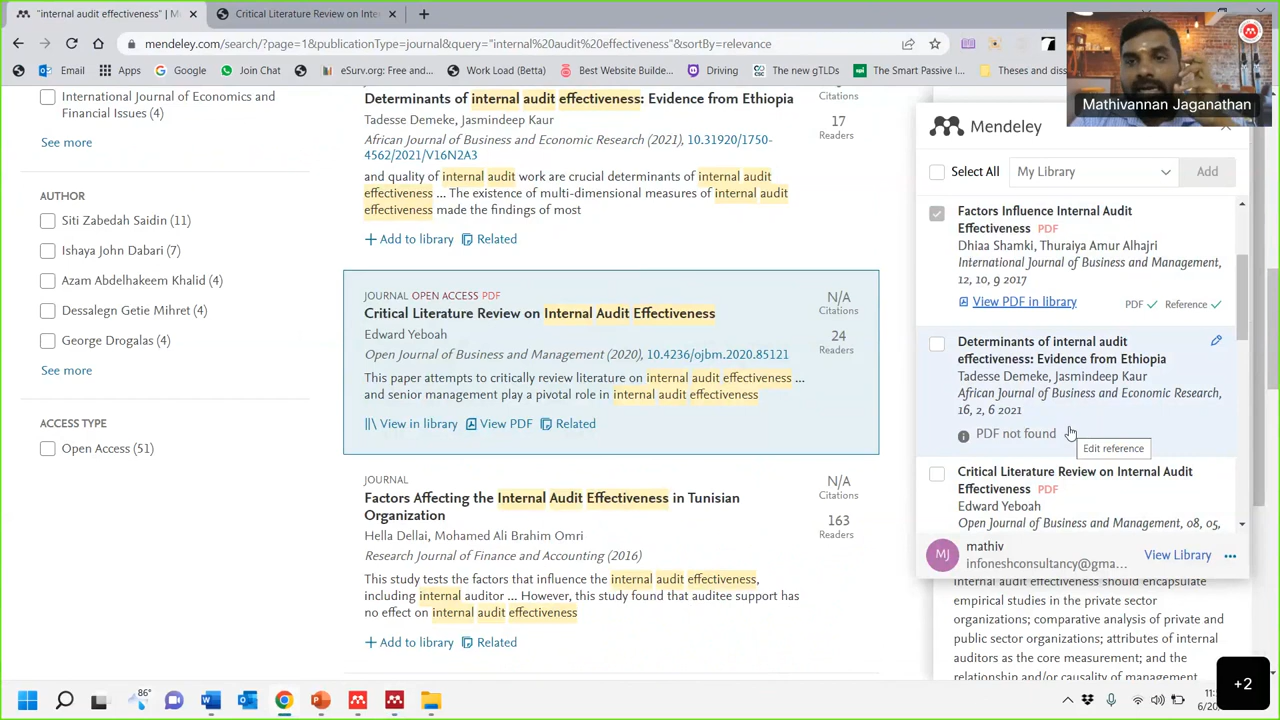 "internal audit effectiveness" | Me
Critical Literature Review on Inte
mendeley.com/search/?page=1&publicationType=journal&query="internal%20audit%20effectiveness"&sortBy=relevance
Email
Apps
Google
Join Chat
eSourcing Free and...
Work Load (Being...
Best Website Builde...
Driving
The new gTLDs
The Smart Passive I...
Theses and disse
Mathivannan Jaganathan
International Journal of Economics and
Financial Issues (4)
See more
AUTHOR
Siti Zabedah Saidin (11)
Ishaya John Dabari (7)
Azam Abdelhakeem Khalid (4)
Dessalegn Getie Mihret (4)
George Drogalas (4)
See more
ACCESS TYPE
Open Access (51)
Determinants of internal audit effectiveness: Evidence from Ethiopia
Tadesse Demeke, Jasmindeep Kaur
African Journal of Business and Economic Research (2021), 10.31920/1750-
4562/2021/V16N2A3
and quality of internal audit work are crucial determinants of internal audit
effectiveness ... The existence of multi-dimensional measures of internal audit
effectiveness made the findings of most
Add to library Related
Citations
17
Readers
JOURNAL OPEN ACCESS PDF
Critical Literature Review on Internal Audit Effectiveness
Edward Yeboah
Open Journal of Business and Management (2020), 10.4236/ojbm.2020.85121
This paper attempts to critically review literature on internal audit effectiveness ...
and senior management play a pivotal role in internal audit effectiveness
View in library View PDF Related
N/A
Citations
24
Readers
JOURNAL
Factors Affecting the Internal Audit Effectiveness in Tunisian
Organization
Hella Dellai, Mohamed Ali Brahim Omri
Research Journal of Finance and Accounting (2016)
This study tests the factors that influence the internal audit effectiveness,
including internal auditor ... However, this study found that auditee support has
no effect on internal audit effectiveness
Add to library Related
N/A
Citations
163
Readers
Mendeley
Select All
My Library
Add
Factors Influence Internal Audit
Effectiveness PDF
Dhiaa Shamki, Thuraiya Amur Alhajri
International Journal of Business and Management,
12, 10, 9 2017
View PDF in library PDF Reference
Determinants of internal audit
effectiveness: Evidence from Ethiopia
Tadesse Demeke, Jasmindeep Kaur
African Journal of Business and Economic Research,
16, 2, 6 2021
PDF not found
Edit reference
Critical Literature Review on Internal Audit
Effectiveness PDF
Edward Yeboah
Open Journal of Business and Management, 08, 05,
MJ
mathiv
infoneshconsultancy@gma...
View Library
internal audit effectiveness should encapsulate
empirical studies in the private sector
organizations; comparative analysis of private and
public sector organizations; attributes of internal
auditors as the core measurement; and the
relationship and/or causality of management
86°
11:
6/20
+2